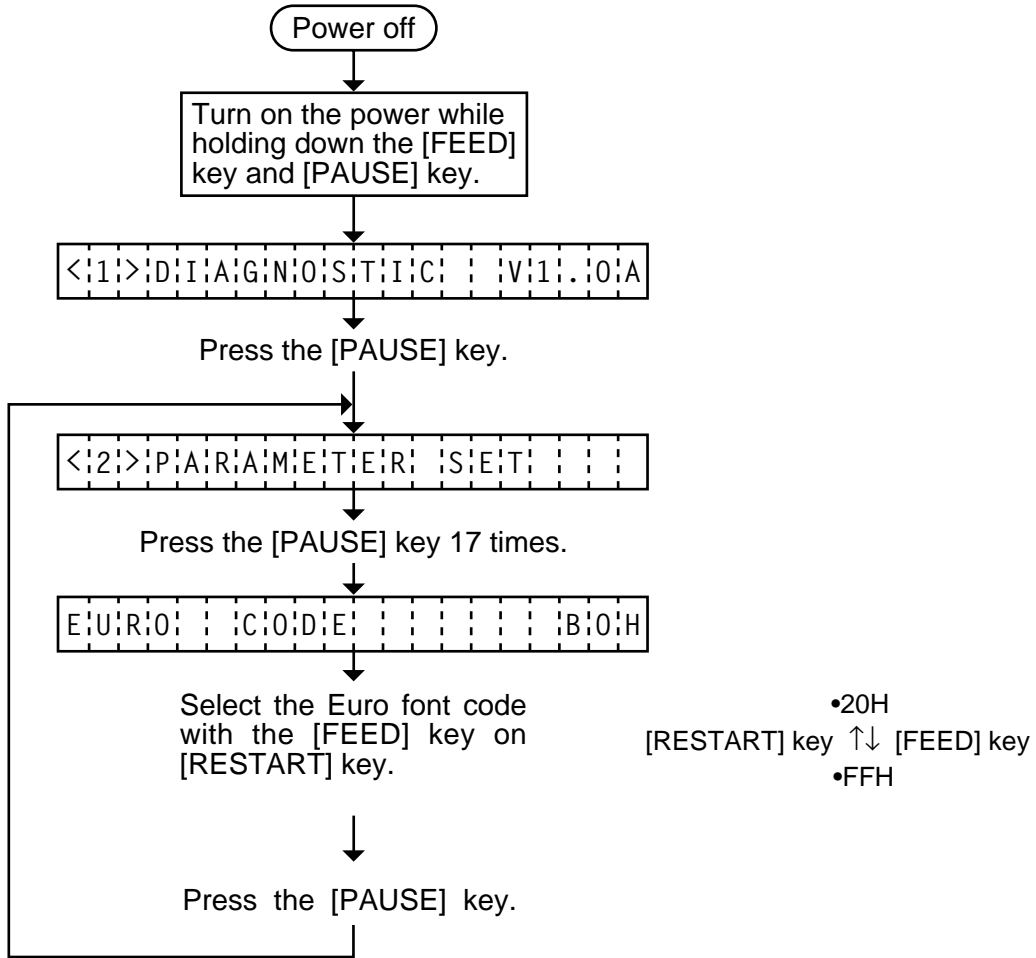 Power off
Turn on the power while
holding down the [FEED]
key and [PAUSE] key.
<1>DIAGNOSTIC  V1.0A
Press the [PAUSE] key.
<2>PARAMETER SET
Press the [PAUSE] key 17 times.
EURO  CODE       B0H
Select the Euro font code
with the [FEED] key on
[RESTART] key.
•20H
[RESTART] key ↑↓ [FEED] key
•FFH
Press the [PAUSE] key.